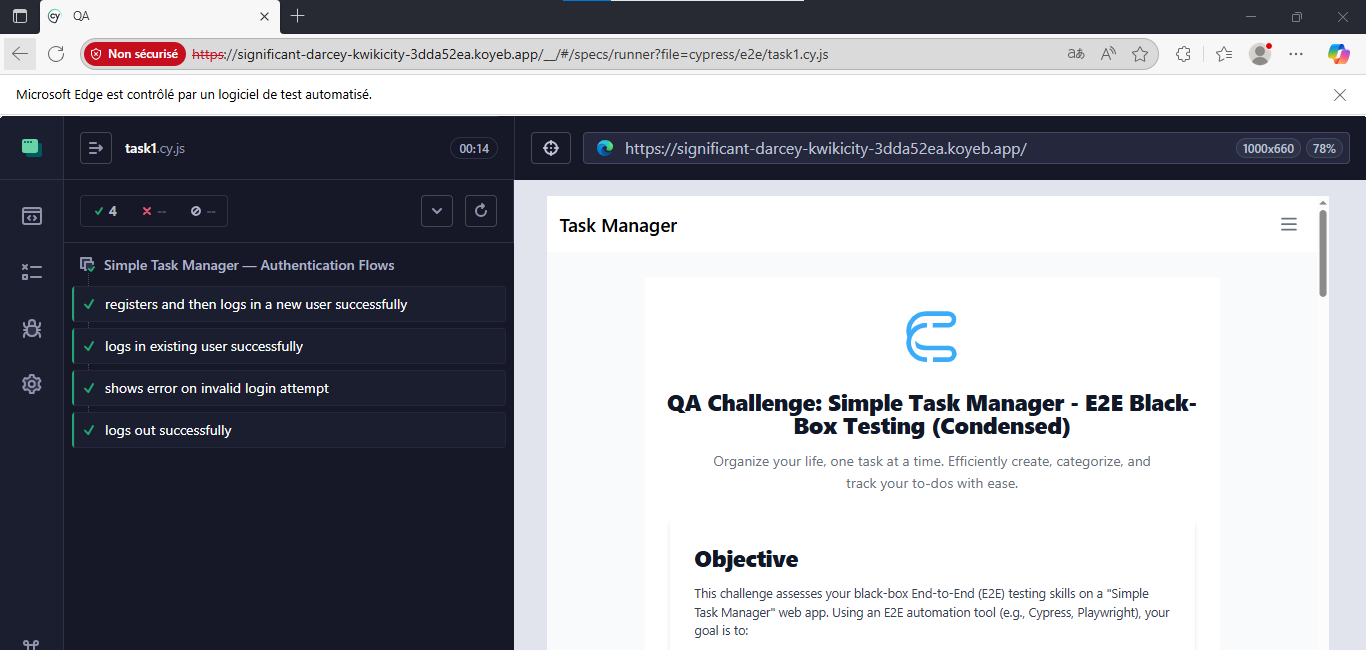 QA
Non sécurisé https://significant-darcey-kwikicity-3dda52ea.koyeb.app/__/#/specs/runner?file=cypress/e2e/task1.cy.js
Microsoft Edge est contrôlé par un logiciel de test automatisé.
task1.cy.js
00:14
https://significant-darcey-kwikicity-3dda52ea.koyeb.app/
1000x660
78%
4 -- --
Simple Task Manager — Authentication Flows
registers and then logs in a new user successfully
logs in existing user successfully
shows error on invalid login attempt
logs out successfully
Task Manager
QA Challenge: Simple Task Manager - E2E Black-
Box Testing (Condensed)
Organize your life, one task at a time. Efficiently create, categorize, and
track your to-dos with ease.
Objective
This challenge assesses your black-box End-to-End (E2E) testing skills on a "Simple
Task Manager" web app. Using an E2E automation tool (e.g., Cypress, Playwright), your
goal is to: